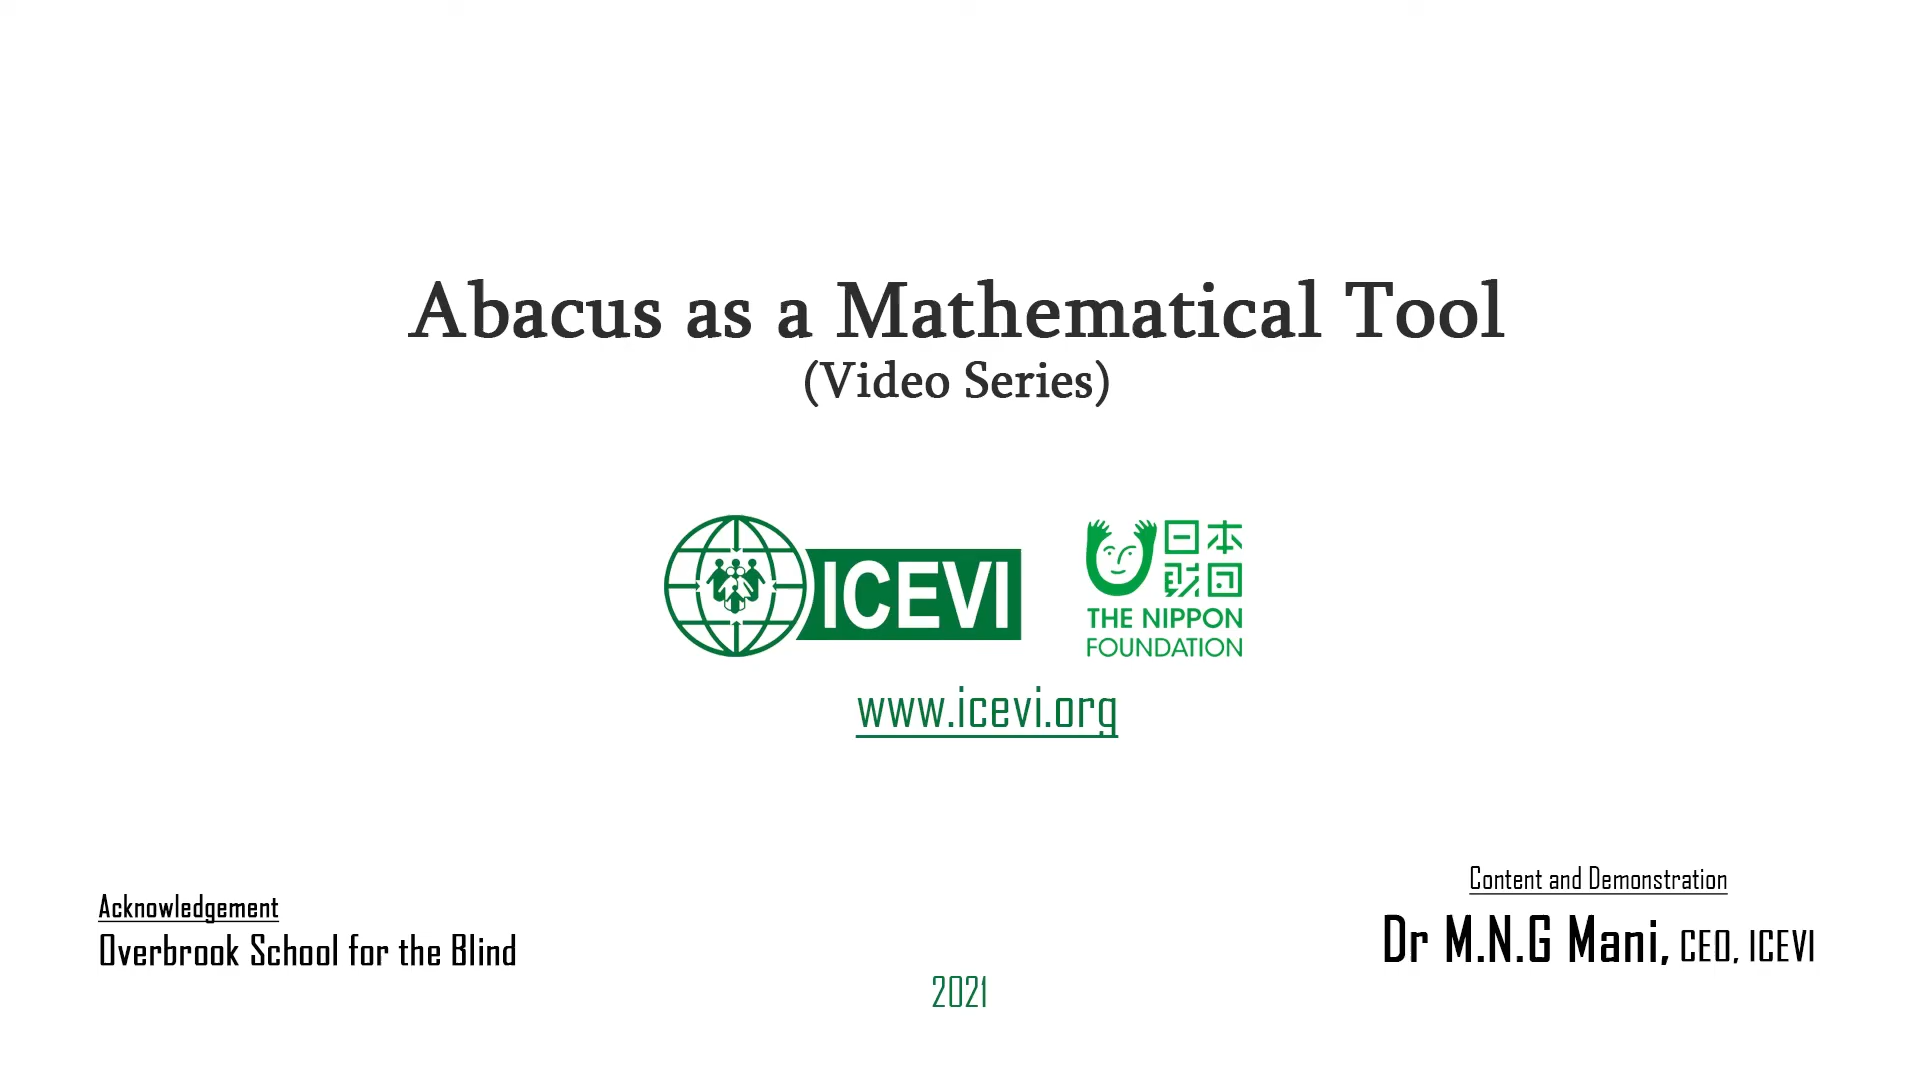 Abacus as a Mathematical Tool
(Video Series)
ICEVI
日本
財団
THE NIPPON
FOUNDATION
www.icevi.org
Acknowledgement
Overbrook School for the Blind
Content and Demonstration
Dr M.N.G Mani, CEO, ICEVI
2021